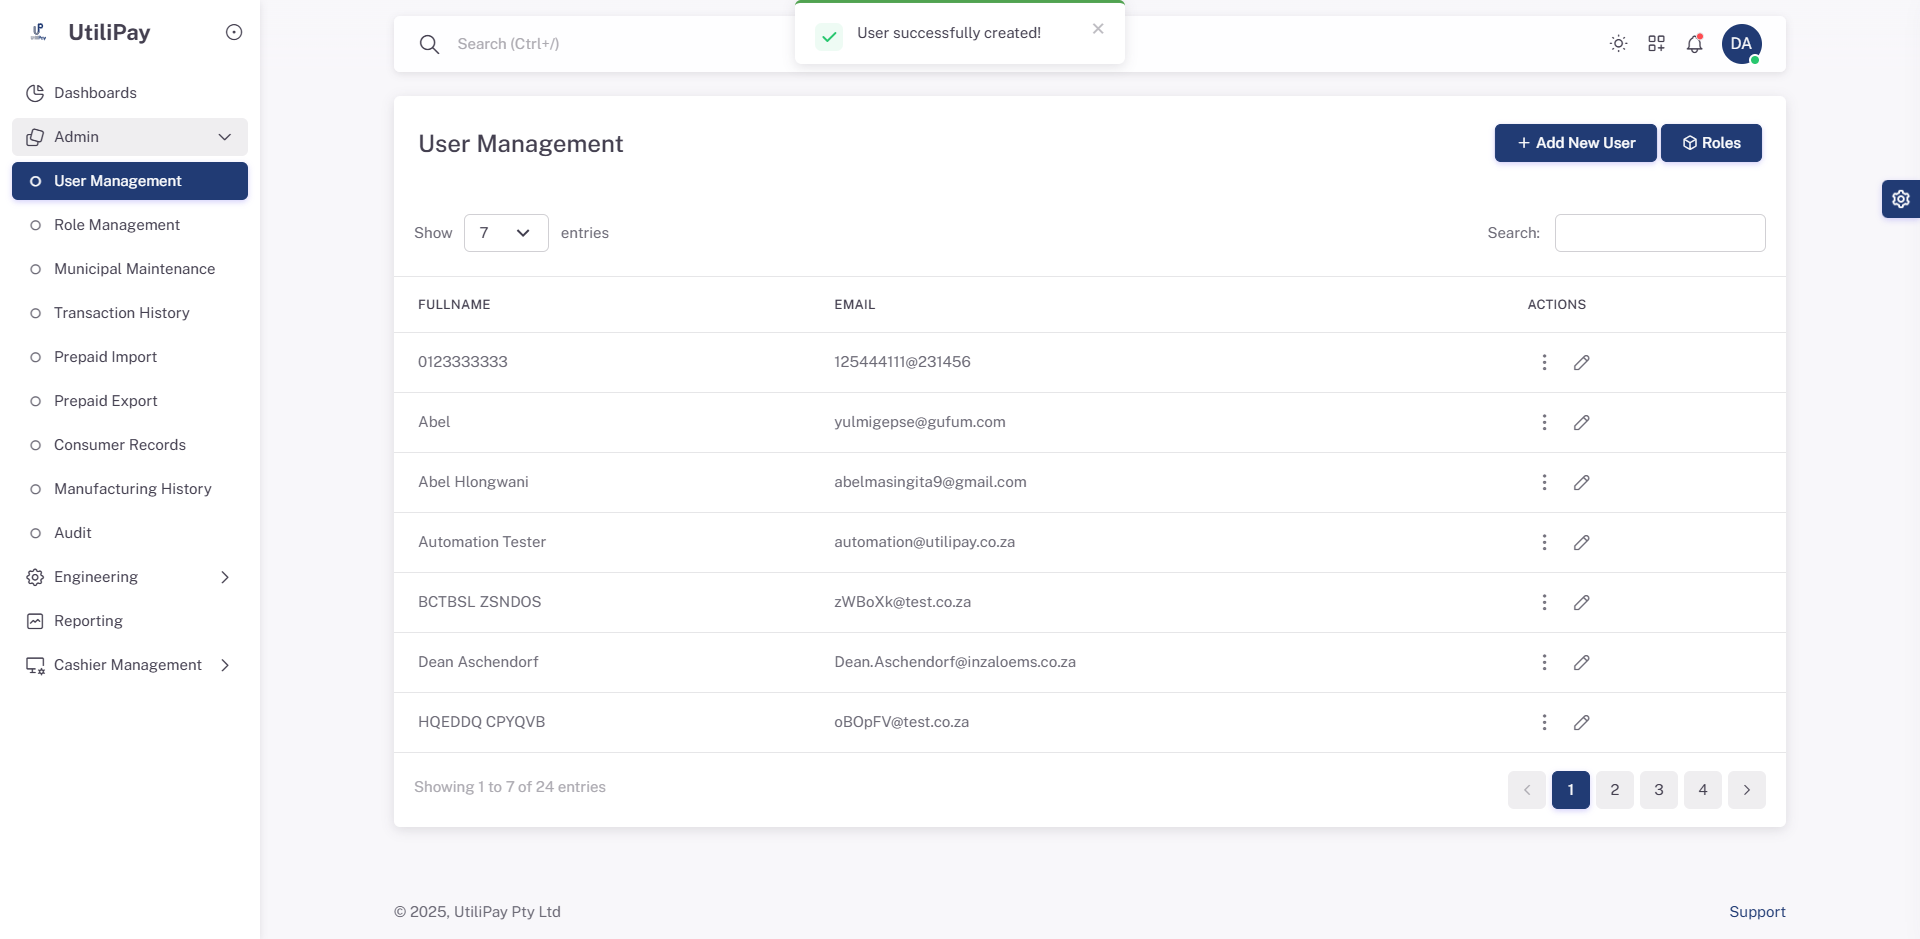 UtiliPay
Dashboards
Admin
User Management
Role Management
Municipal Maintenance
Transaction History
Prepaid Import
Prepaid Export
Consumer Records
Manufacturing History
Audit
Engineering
Reporting
Cashier Management
Search (Ctrl+/)
User successfully created!
DA
User Management
Add New User
Roles
Show 7 entries
Search:
FULLNAME EMAIL ACTIONS
0123333333 125444111@231456
Abel yulmigepse@gufum.com
Abel Hlongwani abelmasingita9@gmail.com
Automation Tester automation@utilipay.co.za
BCTBSL ZSNDOS zWBoXk@test.co.za
Dean Aschendorf Dean.Aschendorf@inzaloems.co.za
HQEDDQ CPYQVB oBOpFV@test.co.za
Showing 1 to 7 of 24 entries
1 2 3 4
© 2025, UtiliPay Pty Ltd
Support